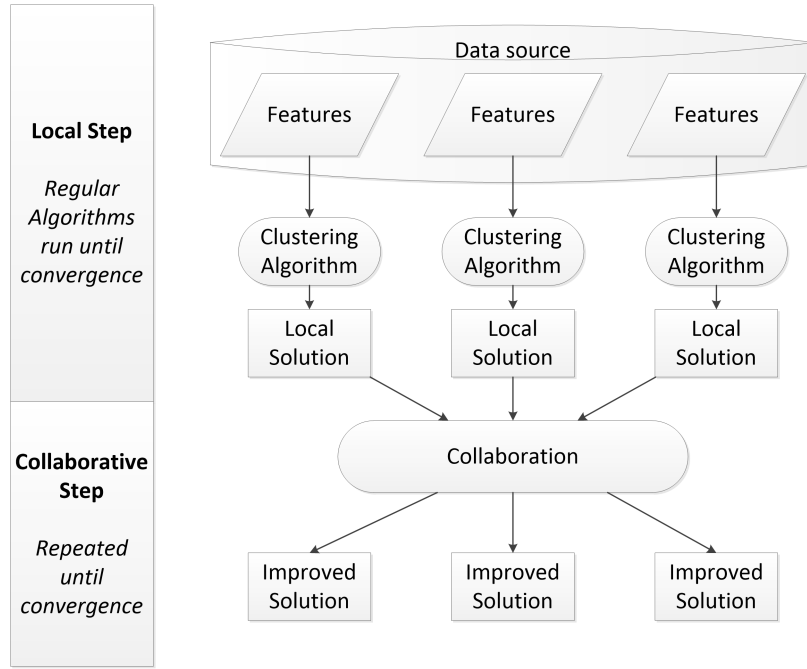 Local Step
Regular
Algorithms
run until
convergence
Collaborative
Step
Repeated
until
convergence
Data source
Features
Features
Features
Clustering
Algorithm
Clustering
Algorithm
Clustering
Algorithm
Local
Solution
Local
Solution
Local
Solution
Collaboration
Improved
Solution
Improved
Solution
Improved
Solution